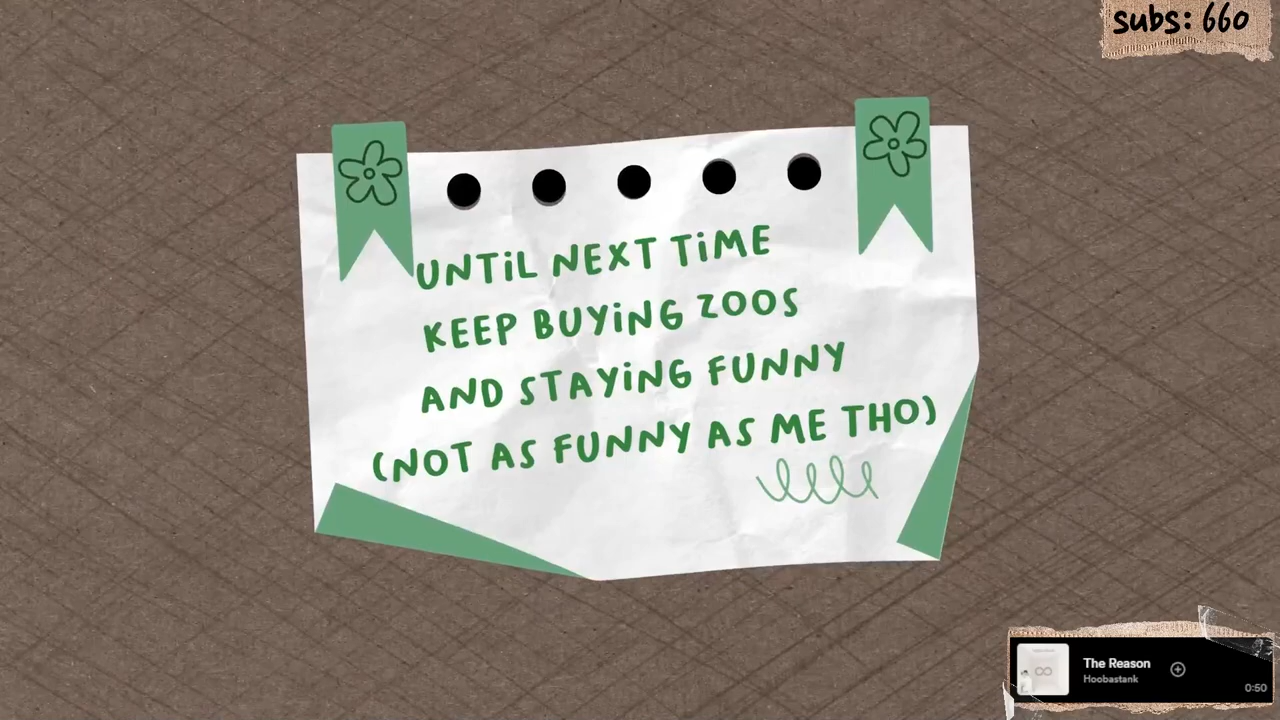 subs: 660
UNTiL NEXT TiME
KEEP BUYiNG ZOOS
AND STAYiNG FUNNY
(NOT AS FUNNY AS ME THO)
The Reason
Hoobastank
0:50